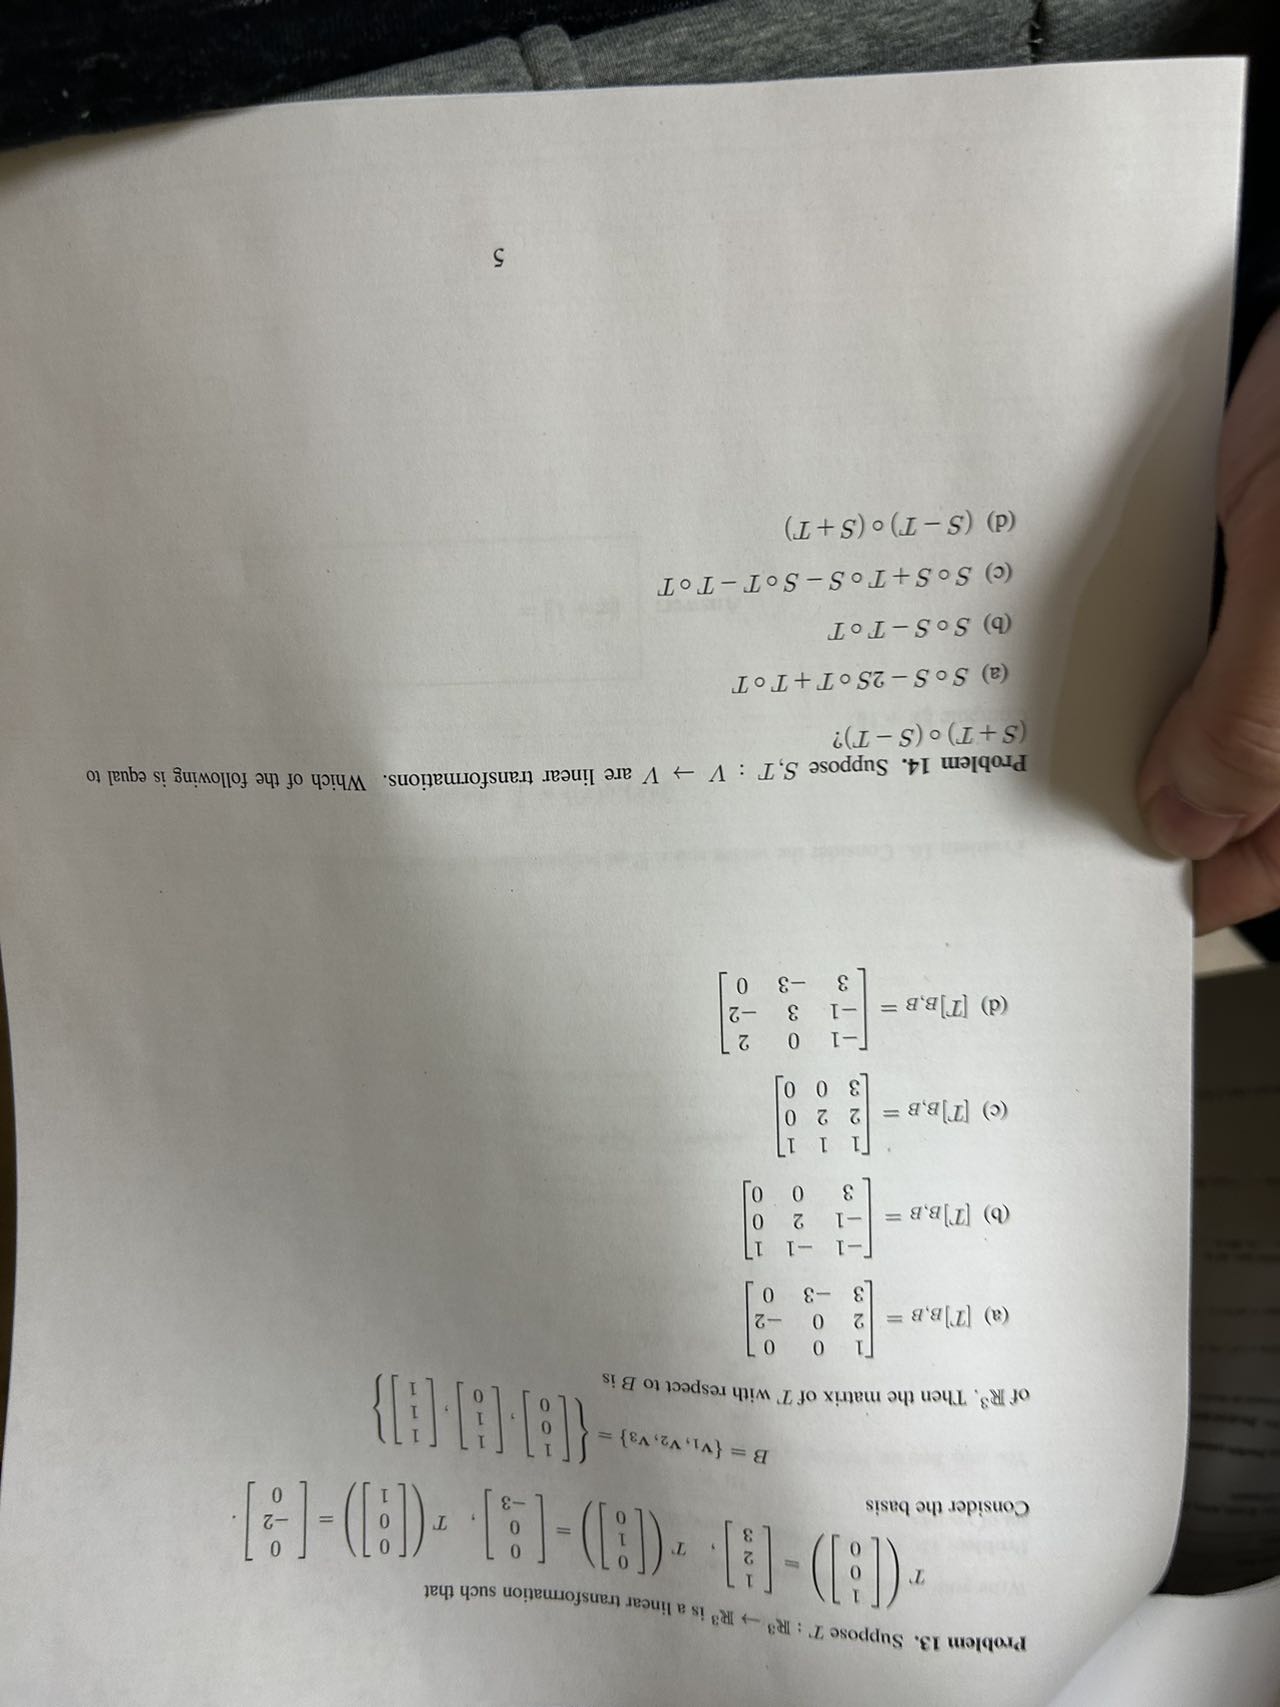 Problem 13. Suppose T : ℝ³ → ℝ³ is a linear transformation such that
T([1 0 0]) = [1 2 3], T([0 1 0]) = [0 0 -3], T([0 0 1]) = [0 -2 0].
Consider the basis
B = {v₁, v₂, v₃} = {[1 0 0], [1 1 0], [1 1 1]}
of ℝ³. Then the matrix of T with respect to B is
(a) [T]B,B = [1 0 0
2 0 -2
3 -3 0]
(b) [T]B,B = [-1 -1 1
-1 2 0
3 0 0]
(c) [T]B,B = [1 1 1
2 2 0
3 0 0]
(d) [T]B,B = [-1 0 2
-1 3 -2
3 -3 0]
Problem 14. Suppose S,T : V → V are linear transformations. Which of the following is equal to
(S + T) ∘ (S − T)?
(a) S ∘ S − 2S ∘ T + T ∘ T
(b) S ∘ S − T ∘ T
(c) S ∘ S + T ∘ S − S ∘ T − T ∘ T
(d) (S − T) ∘ (S + T)
5